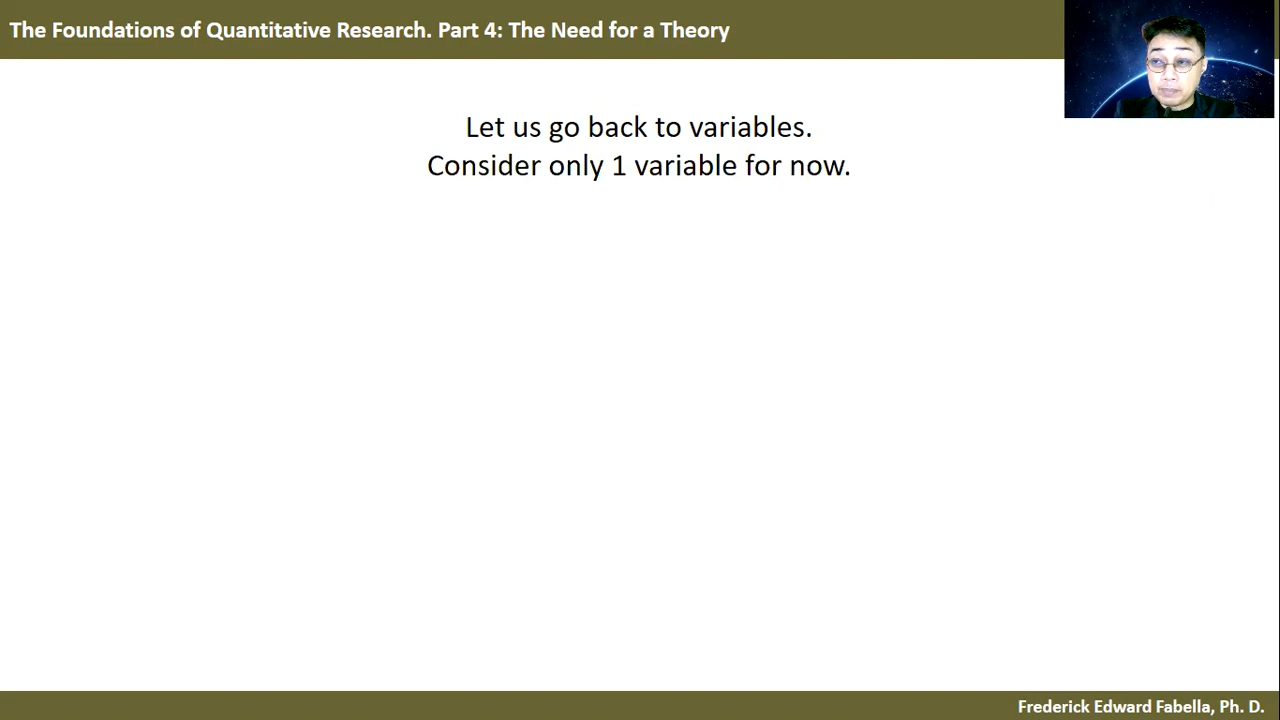 The Foundations of Quantitative Research. Part 4: The Need for a Theory
Let us go back to variables.
Consider only 1 variable for now.
Frederick Edward Fabella, Ph. D.